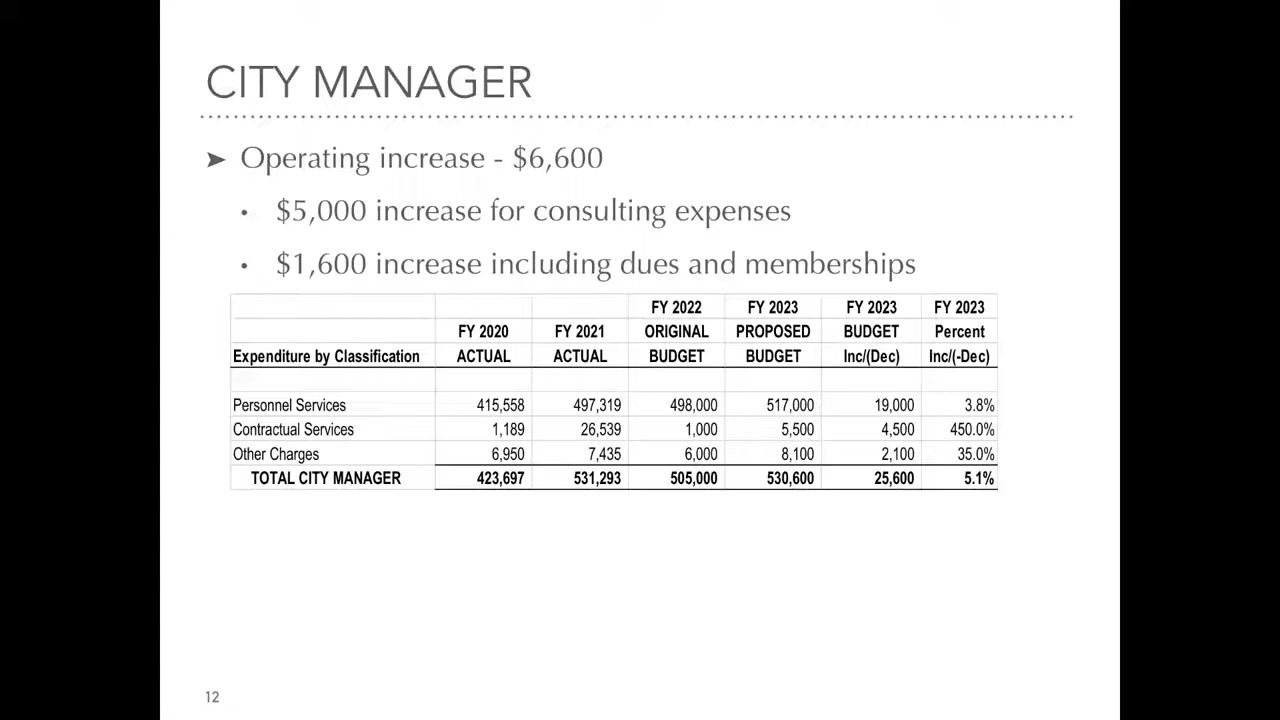 CITY MANAGER
➤ Operating increase - $6,600
• $5,000 increase for consulting expenses
• $1,600 increase including dues and memberships
FY 2022 FY 2023 FY 2023 FY 2023
FY 2020 FY 2021 ORIGINAL PROPOSED BUDGET Percent
Expenditure by Classification ACTUAL ACTUAL BUDGET BUDGET Inc/(Dec) Inc/(-Dec)
Personnel Services 415,558 497,319 498,000 517,000 19,000 3.8%
Contractual Services 1,189 26,539 1,000 5,500 4,500 450.0%
Other Charges 6,950 7,435 6,000 8,100 2,100 35.0%
TOTAL CITY MANAGER 423,697 531,293 505,000 530,600 25,600 5.1%
12